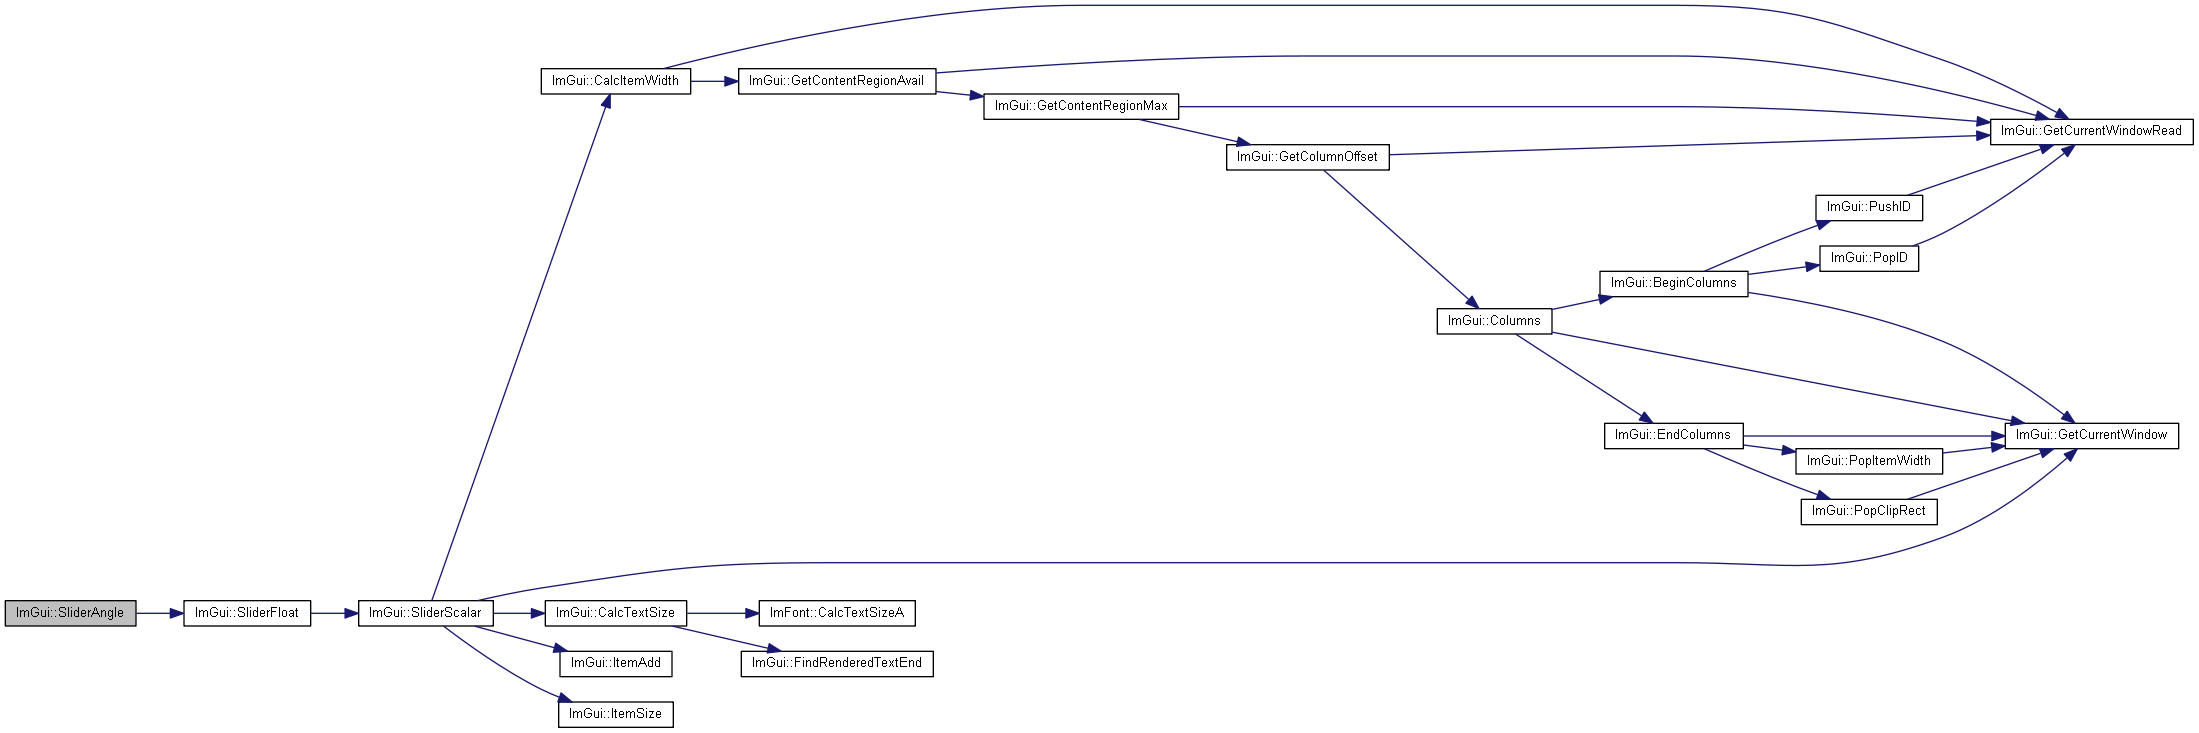 ImGui::CalcItemWidth
ImGui::GetContentRegionAvail
ImGui::GetContentRegionMax
ImGui::GetCurrentWindowRead
ImGui::GetColumnOffset
ImGui::PushID
ImGui::PopID
ImGui::BeginColumns
ImGui::Columns
ImGui::EndColumns
ImGui::GetCurrentWindow
ImGui::PopItemWidth
ImGui::PopClipRect
ImGui::SliderAngle
ImGui::SliderFloat
ImGui::SliderScalar
ImGui::CalcTextSize
ImFont::CalcTextSizeA
ImGui::ItemAdd
ImGui::FindRenderedTextEnd
ImGui::ItemSize